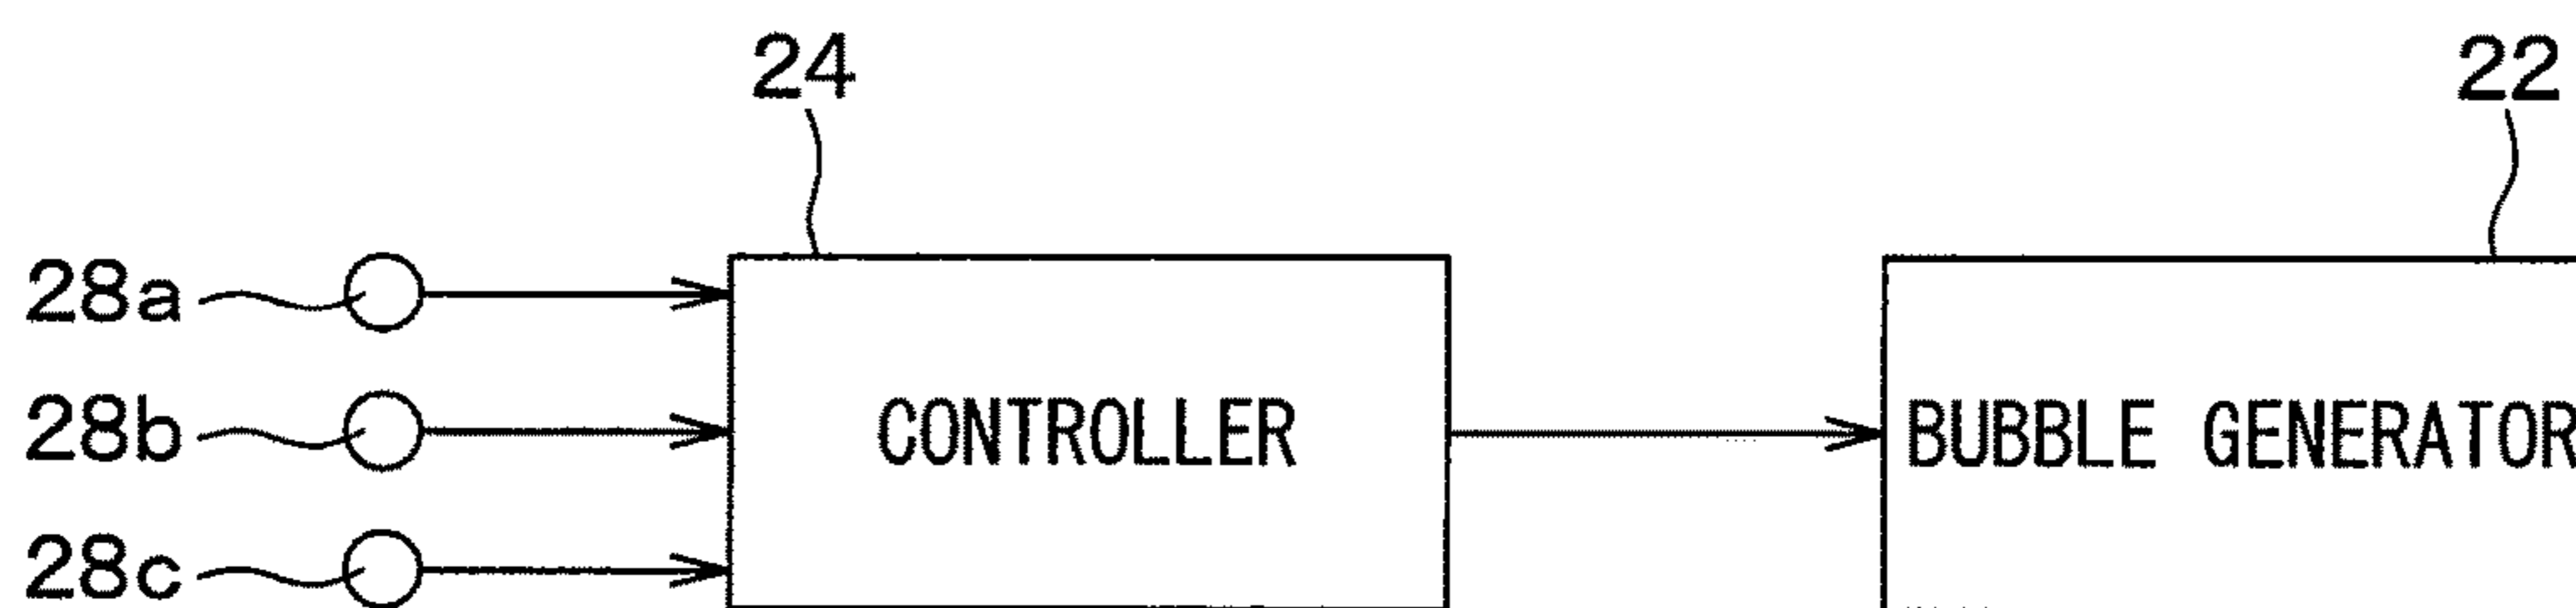 24 22
28a
28b CONTROLLER BUBBLE GENERATOR
28c